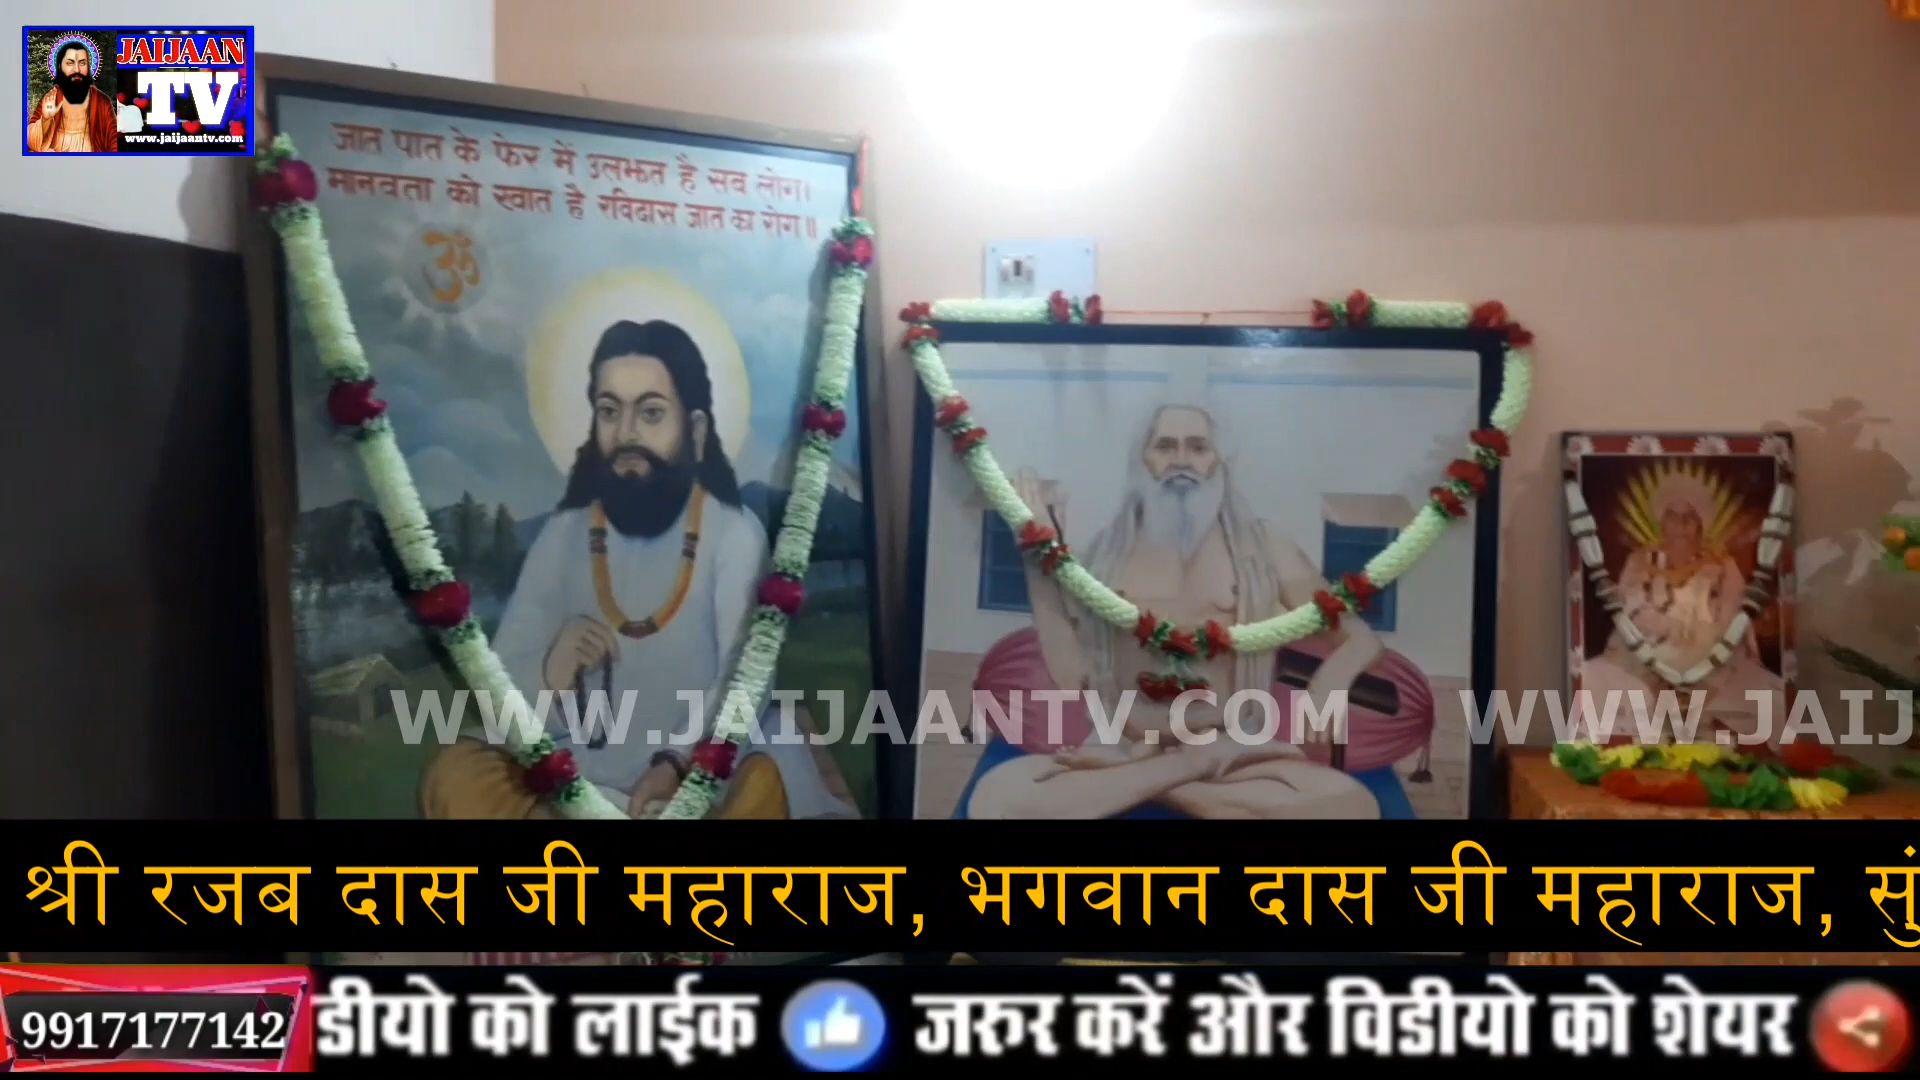 JAIJAAN
TV
www.jaijaantv.com
जात पात के फेर में उलझत है सब लोग।
मानवता को खात है रविदास जात का रोग॥
ॐ
WWW.JAIJAANTV.COM WWW.JAIJ
श्री रजब दास जी महाराज, भगवान दास जी महाराज, सुं
9917177142 डीयो को लाईक जरुर करें और विडीयो को शेयर